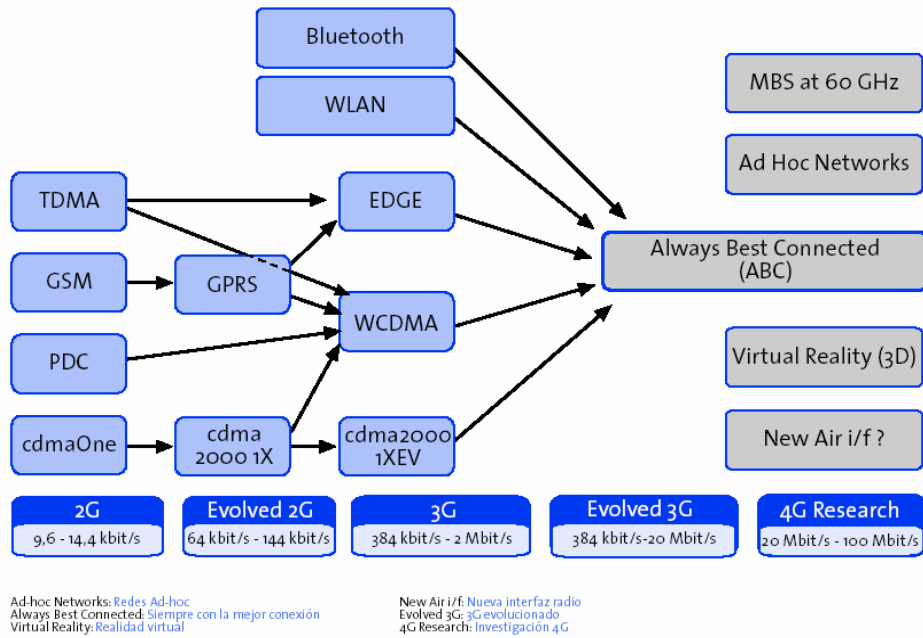 Bluetooth
WLAN
MBS at 60 GHz
Ad Hoc Networks
TDMA
EDGE
Always Best Connected
(ABC)
GSM
GPRS
WCDMA
PDC
Virtual Reality (3D)
cdmaOne
cdma
2000 1X
cdma2000
1XEV
New Air i/f ?
2G
9,6 - 14,4 kbit/s
Evolved 2G
64 kbit/s - 144 kbit/s
3G
384 kbit/s - 2 Mbit/s
Evolved 3G
384 kbit/s-20 Mbit/s
4G Research
20 Mbit/s - 100 Mbit/s
Ad-hoc Networks: Redes Ad-hoc
Always Best Connected: Siempre con la mejor conexión
Virtual Reality: Realidad virtual
New Air i/f: Nueva interfaz radio
Evolved 3G: 3G evolucionado
4G Research: Investigación 4G